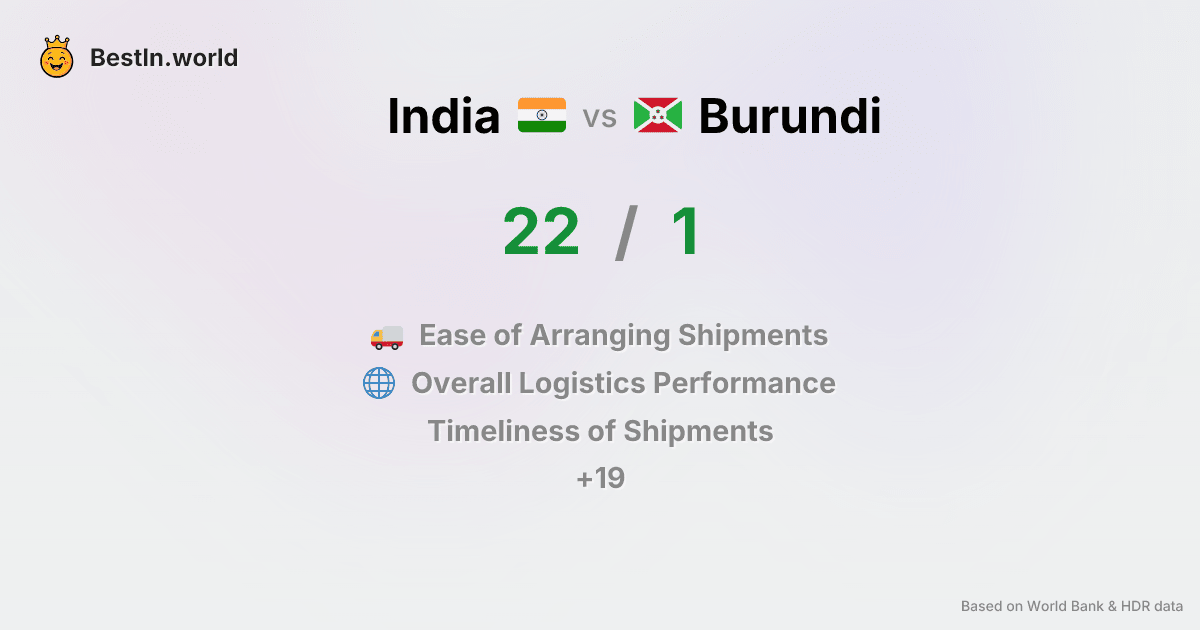 BestIn.world
India vs Burundi
22 / 1
Ease of Arranging Shipments
Overall Logistics Performance
Timeliness of Shipments
+19
Based on World Bank & HDR data